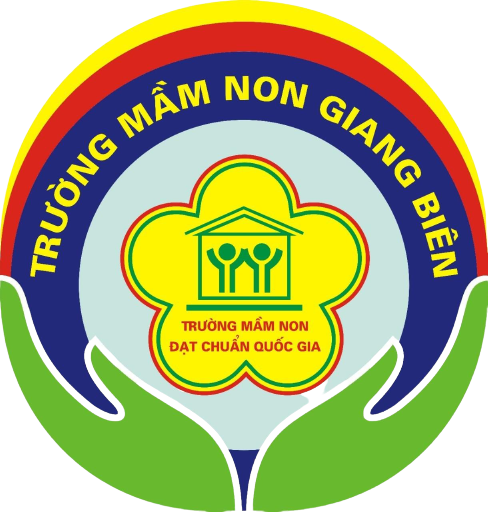 TRƯỜNG MẦM NON GIANG BIÊN
TRƯỜNG MẦM NON
ĐẠT CHUẨN QUỐC GIA